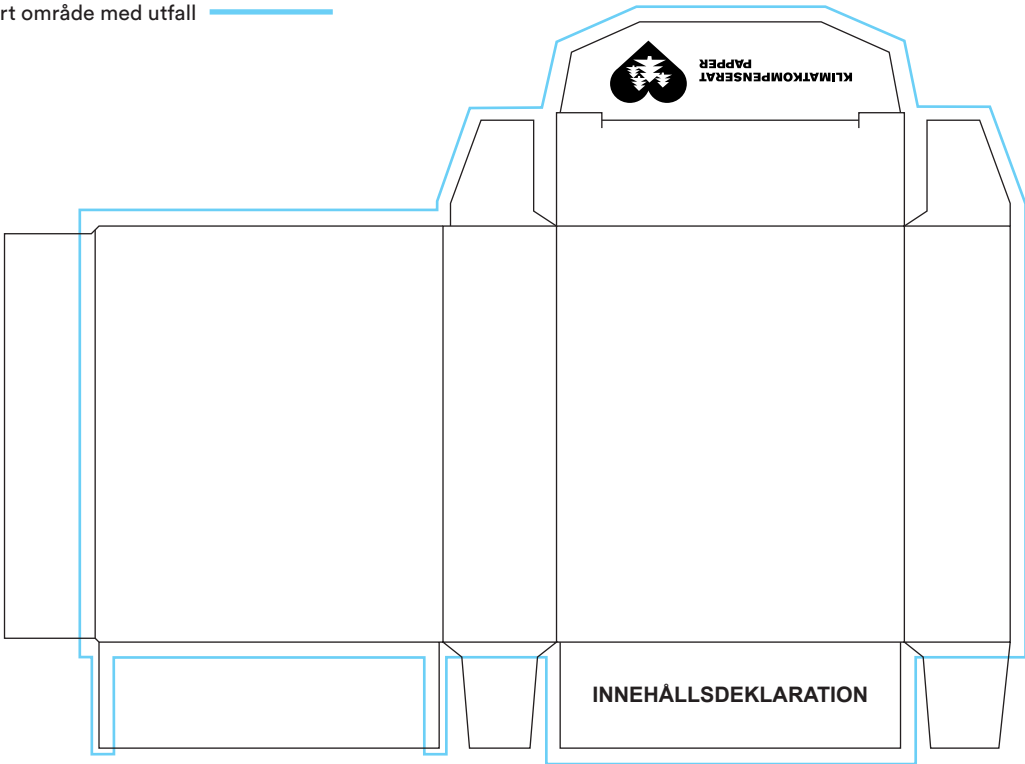 rt område med utfall
KLIMATKOMPENSERAT
PAPPER
INNEHÅLLSDEKLARATION